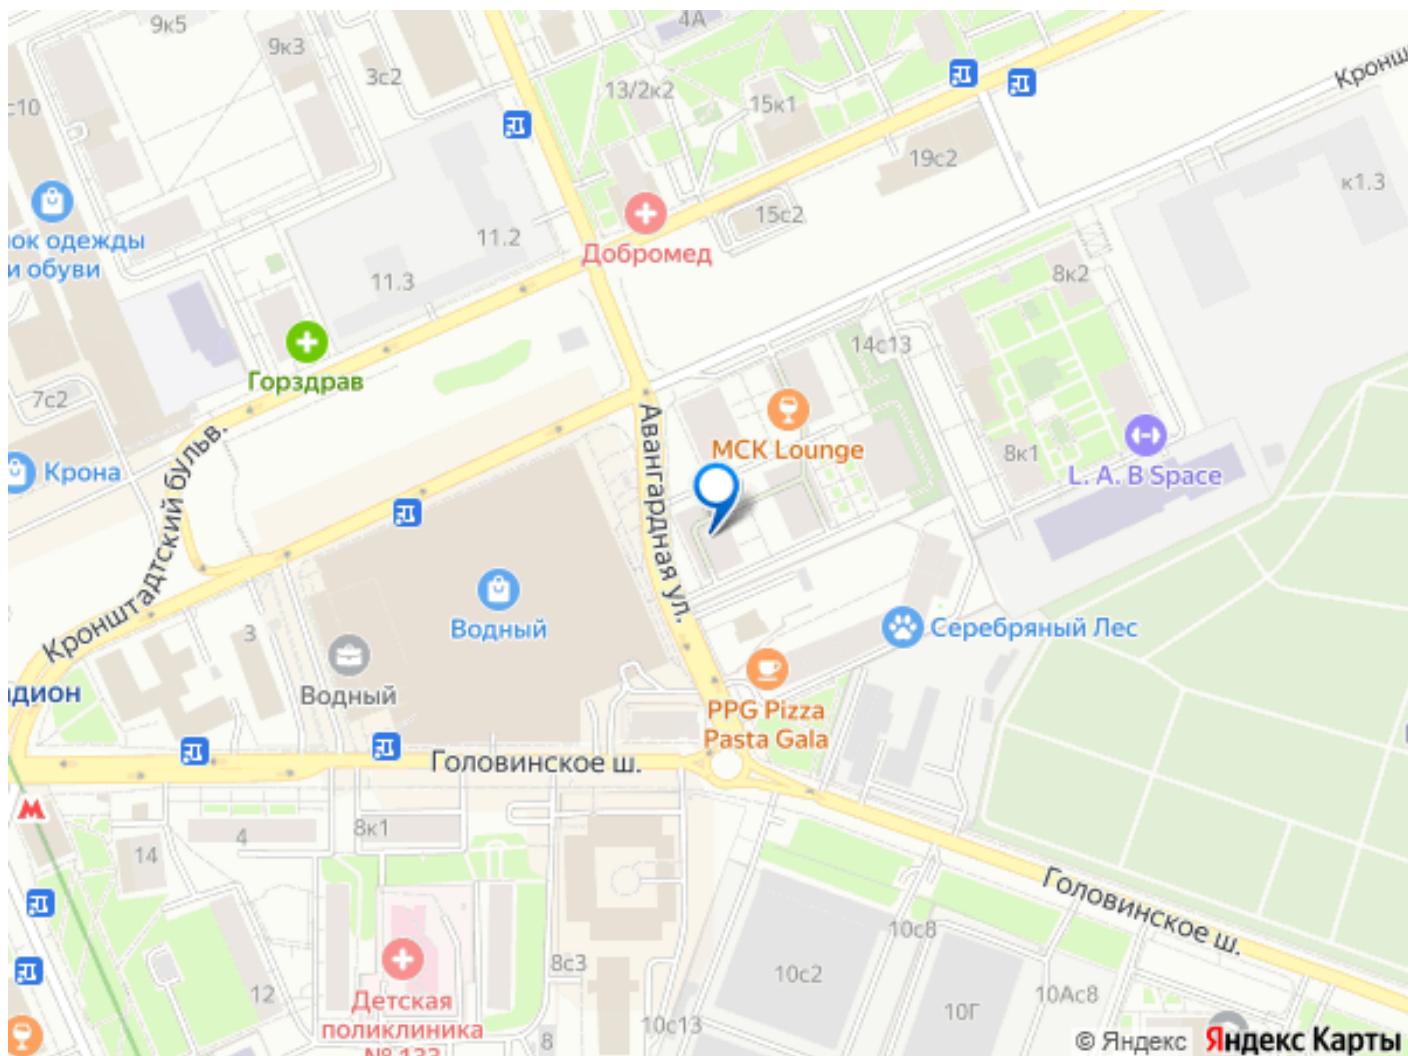 9к5
4А
9к3
3с2
Кронш
с10
13/2к2
15к1
19с2
к1.3
15с2
11.2
ок одежды
и обуви
Добромед
8к2
11.3
14с13
Горздрав
7с2
Авангардная ул.
МСК Lounge
8к1
L. A. B Space
Крона
Кронштадтский бульв.
3
Водный
Серебряный Лес
Водный
дион
PPG Pizza
Pasta Gala
Головинское ш.
4
8к1
14
Головинское ш.
10с8
8с3
10с2
12
Детская
поликлиника
№ 133
10Ас8
10Г
10с13
8
© Яндекс Яндекс Карты